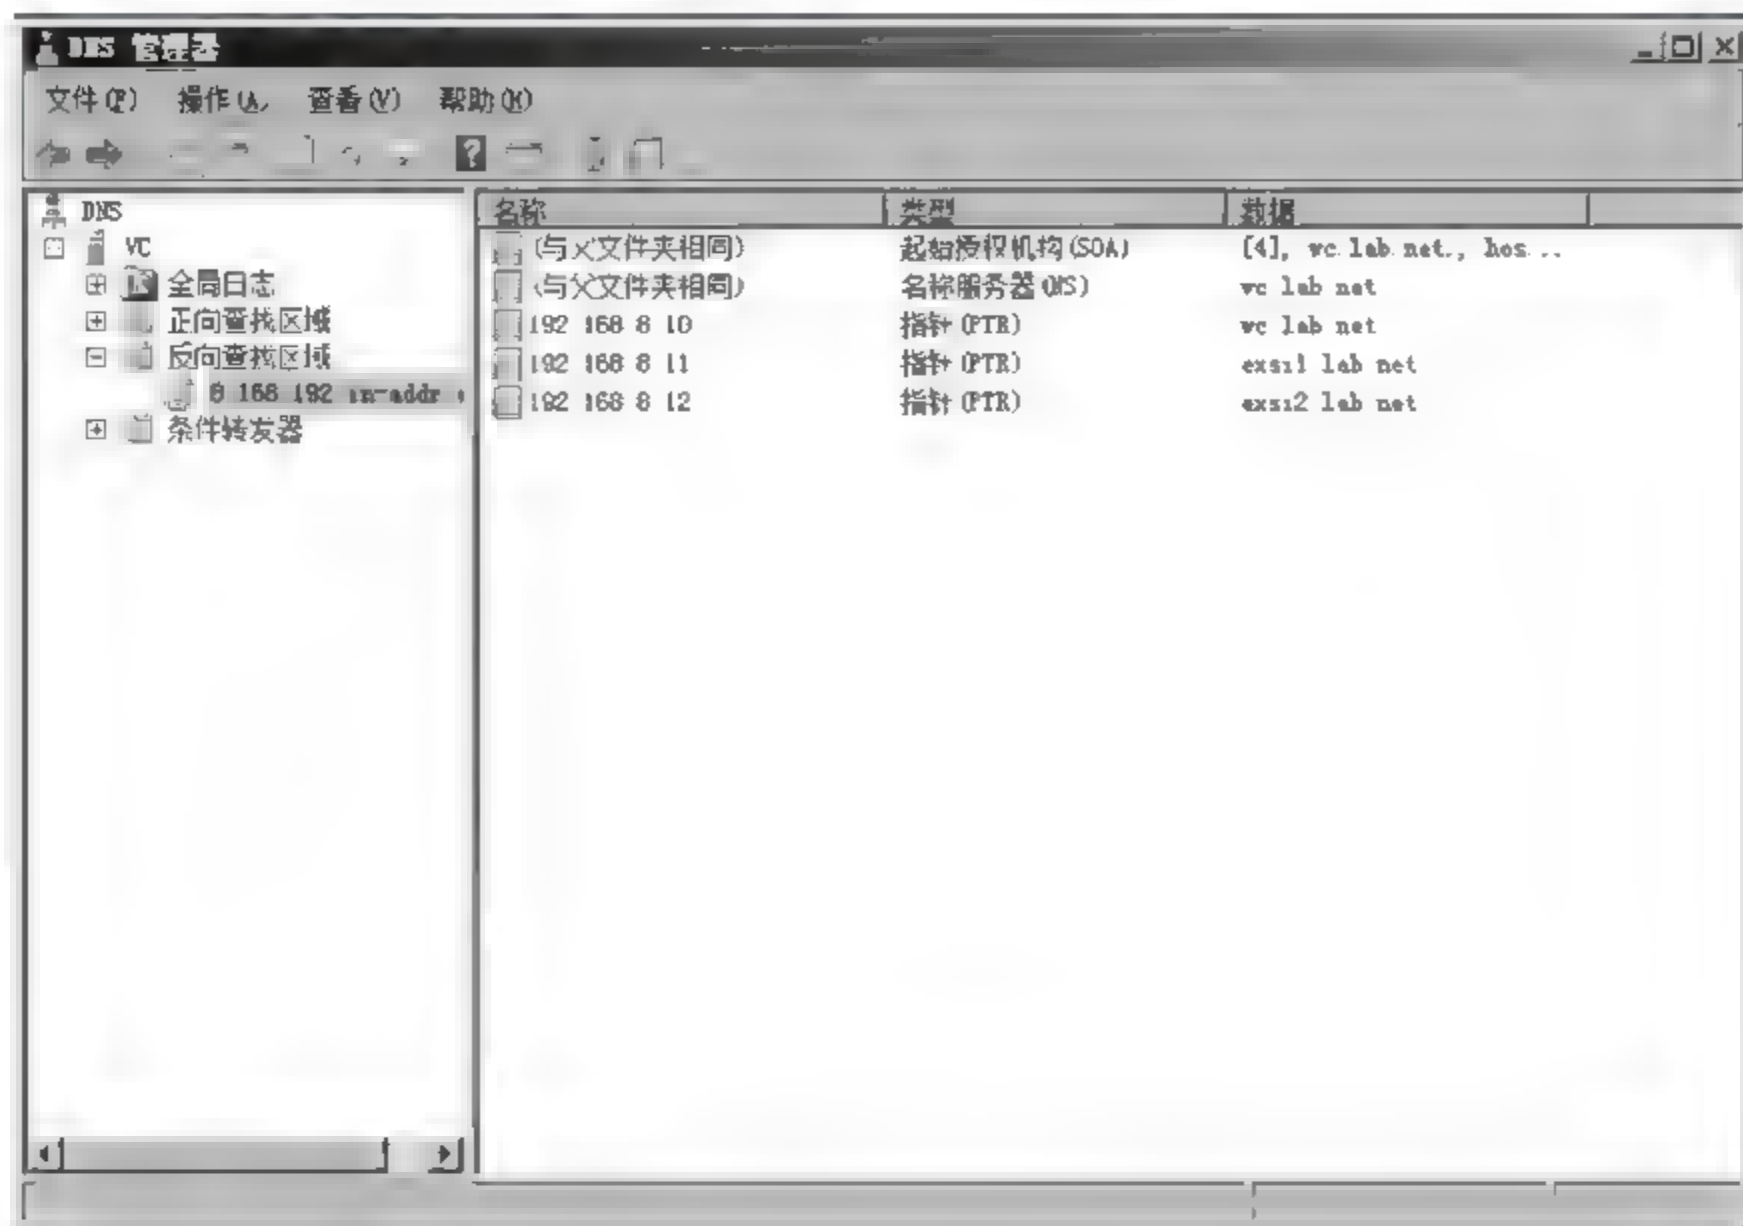 DNS 管理器
文件(F) 操作(A) 查看(V) 帮助(H)
DNS
VC
全局日志
正向查找区域
反向查找区域
8 168 192 in-addr
条件转发器
名称 类型 数据
(与父文件夹相同) 起始授权机构(SOA) [4], vc.lab.net., hos...
(与父文件夹相同) 名称服务器(NS) vc lab net
192 168 8 10 指针(PTR) vc lab net
192 168 8 11 指针(PTR) exsi1 lab net
192 168 8 12 指针(PTR) exsi2 lab net